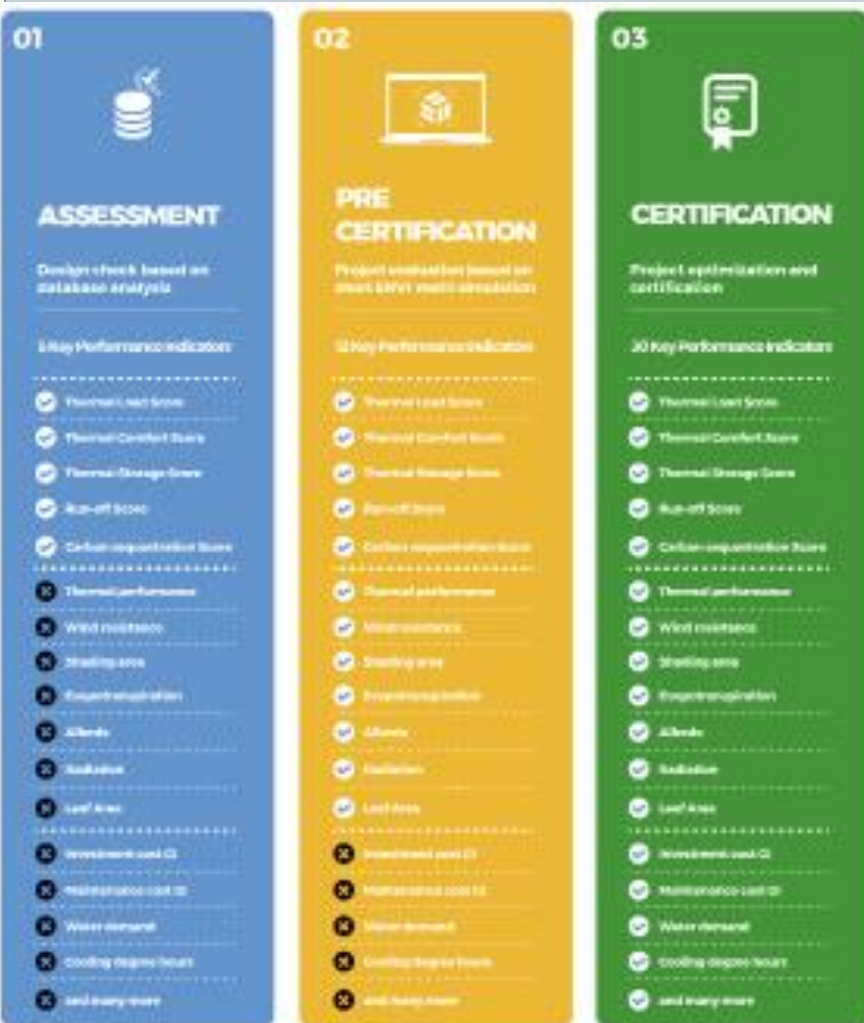 01
ASSESSMENT
Design check based on
database analysis
5 Key Performance Indicators
Thermal Load Score
Thermal Comfort Score
Thermal Storage Score
Run-off Score
Carbon sequestration Score
Thermal performance
Wind resistance
Shading area
Evapotranspiration
Albedo
Radiation
Leaf Area
Investment cost
Maintenance cost
Water demand
Cooling degree hours
and many more
02
PRE
CERTIFICATION
Project evaluation based on
simulation
12 Key Performance Indicators
Thermal Load Score
Thermal Comfort Score
Thermal Storage Score
Run-off Score
Carbon sequestration Score
Thermal performance
Wind resistance
Shading area
Evapotranspiration
Albedo
Radiation
Leaf Area
Investment cost
Maintenance cost
Water demand
Cooling degree hours
and many more
03
CERTIFICATION
Project optimization and
certification
30 Key Performance Indicators
Thermal Load Score
Thermal Comfort Score
Thermal Storage Score
Run-off Score
Carbon sequestration Score
Thermal performance
Wind resistance
Shading area
Evapotranspiration
Albedo
Radiation
Leaf Area
Investment cost
Maintenance cost
Water demand
Cooling degree hours
and many more